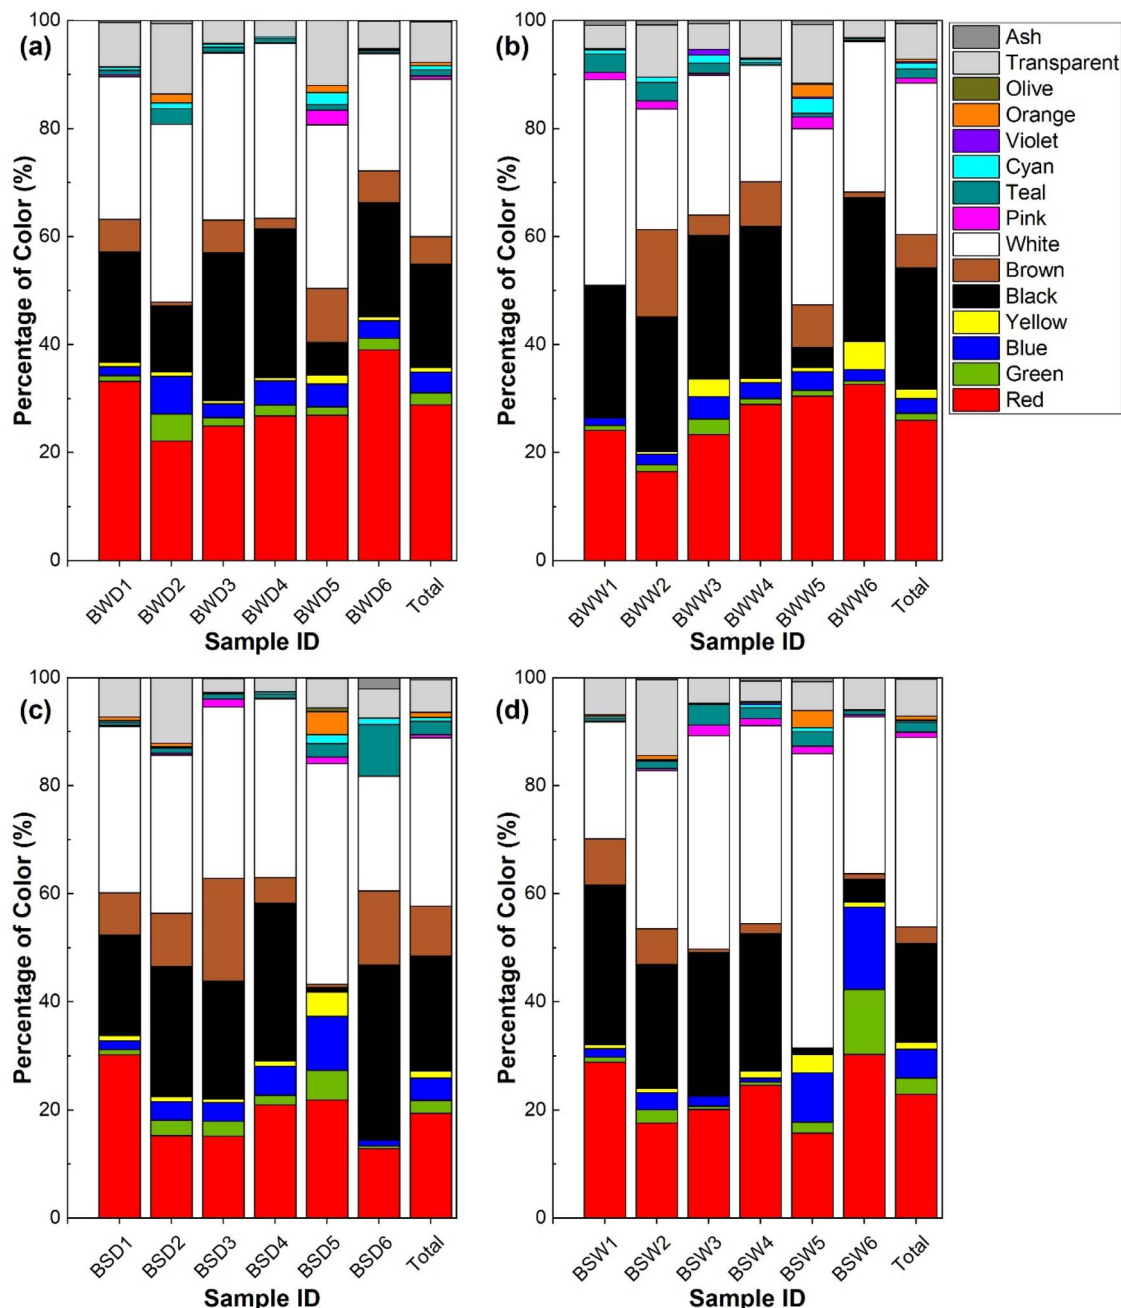 (a)
Percentage of Color (%)
100
80
60
40
20
0
BWD1
BWD2
BWD3
BWD4
BWD5
BWD6
Total
Sample ID
(b)
Percentage of Color (%)
100
80
60
40
20
0
BWW1
BWW2
BWW3
BWW4
BWW5
BWW6
Total
Sample ID
Ash
Transparent
Olive
Orange
Violet
Cyan
Teal
Pink
White
Brown
Black
Yellow
Blue
Green
Red
(c)
Percentage of Color (%)
100
80
60
40
20
0
BSD1
BSD2
BSD3
BSD4
BSD5
BSD6
Total
Sample ID
(d)
Percentage of Color (%)
100
80
60
40
20
0
BSW1
BSW2
BSW3
BSW4
BSW5
BSW6
Total
Sample ID